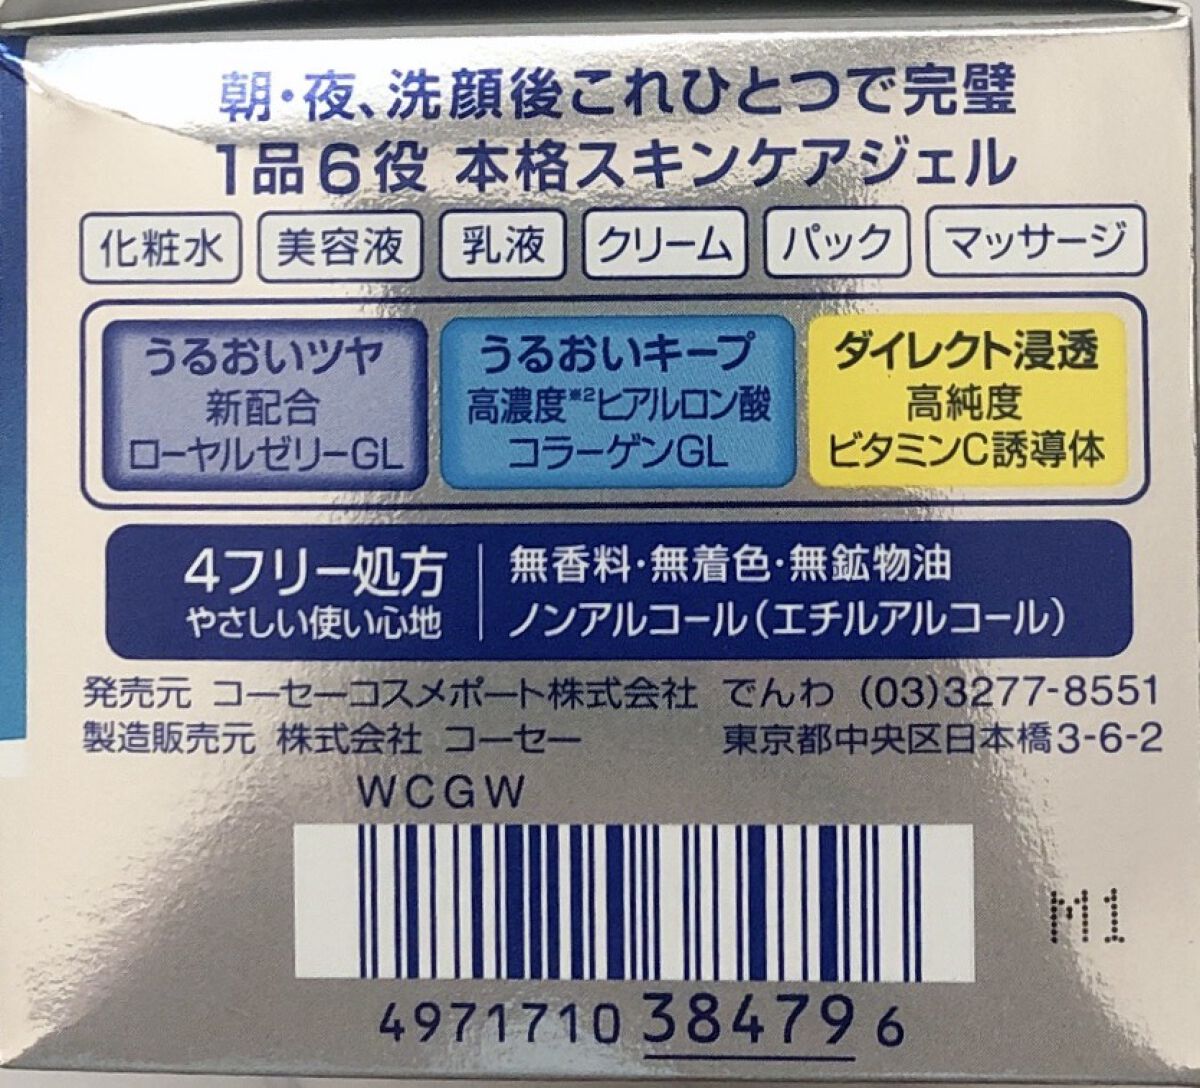 朝・夜、洗顔後これひとつで完璧
1品6役 本格スキンケアジェル
化粧水 美容液 乳液 クリーム パック マッサージ
うるおいツヤ
新配合
ローヤルゼリーGL
うるおいキープ
高濃度※2ヒアルロン酸
コラーゲンGL
ダイレクト浸透
高純度
ビタミンC誘導体
4フリー処方
やさしい使い心地
無香料・無着色・無鉱物油
ノンアルコール(エチルアルコール)
発売元 コーセーコスメポート株式会社 でんわ (03)3277-8551
製造販売元 株式会社 コーセー 東京都中央区日本橋3-6-2
WCGW
M1
4971710 38479 6